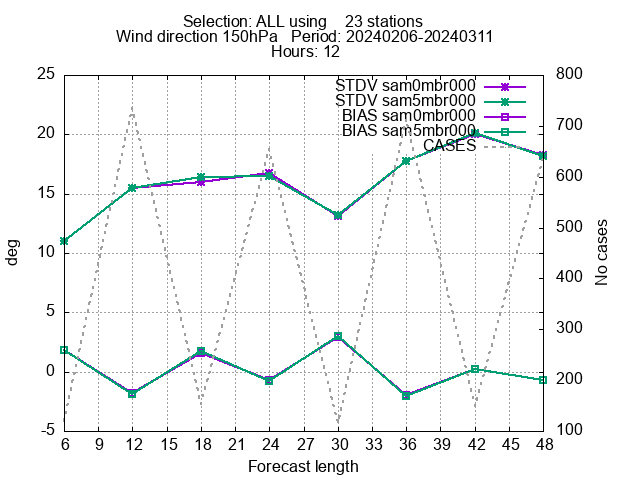 Selection: ALL using    23 stations
Wind direction 150hPa   Period: 20240206-20240311
Hours: 12
STDV sam0mbr000
STDV sam5mbr000
BIAS sam0mbr000
BIAS sam5mbr000
CASES
25
20
15
10
5
0
-5
deg
800
700
600
500
400
300
200
100
No cases
6 9 12 15 18 21 24 27 30 33 36 39 42 45 48
Forecast length